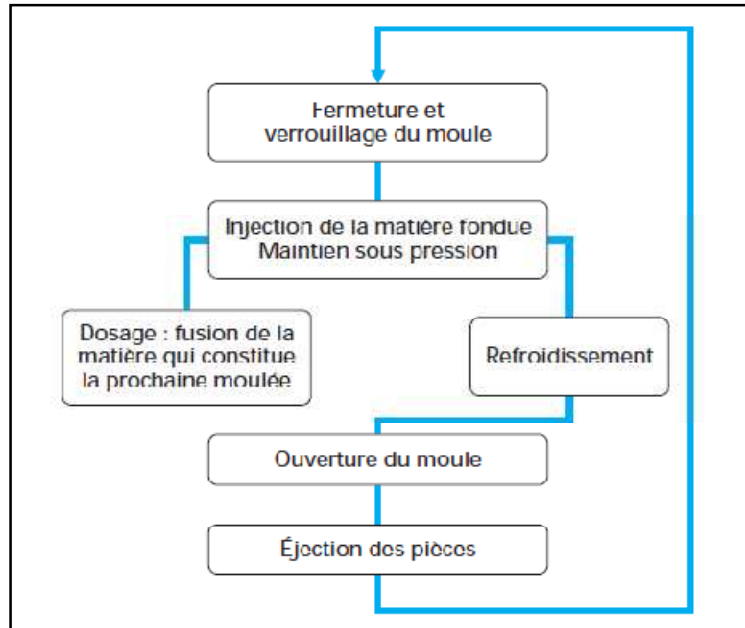 Fermeture et
verrouillage du moule
Injection de la matière fondue
Maintien sous pression
Dosage : fusion de la
matière qui constitue
la prochaine moulée
Refroidissement
Ouverture du moule
Éjection des pièces